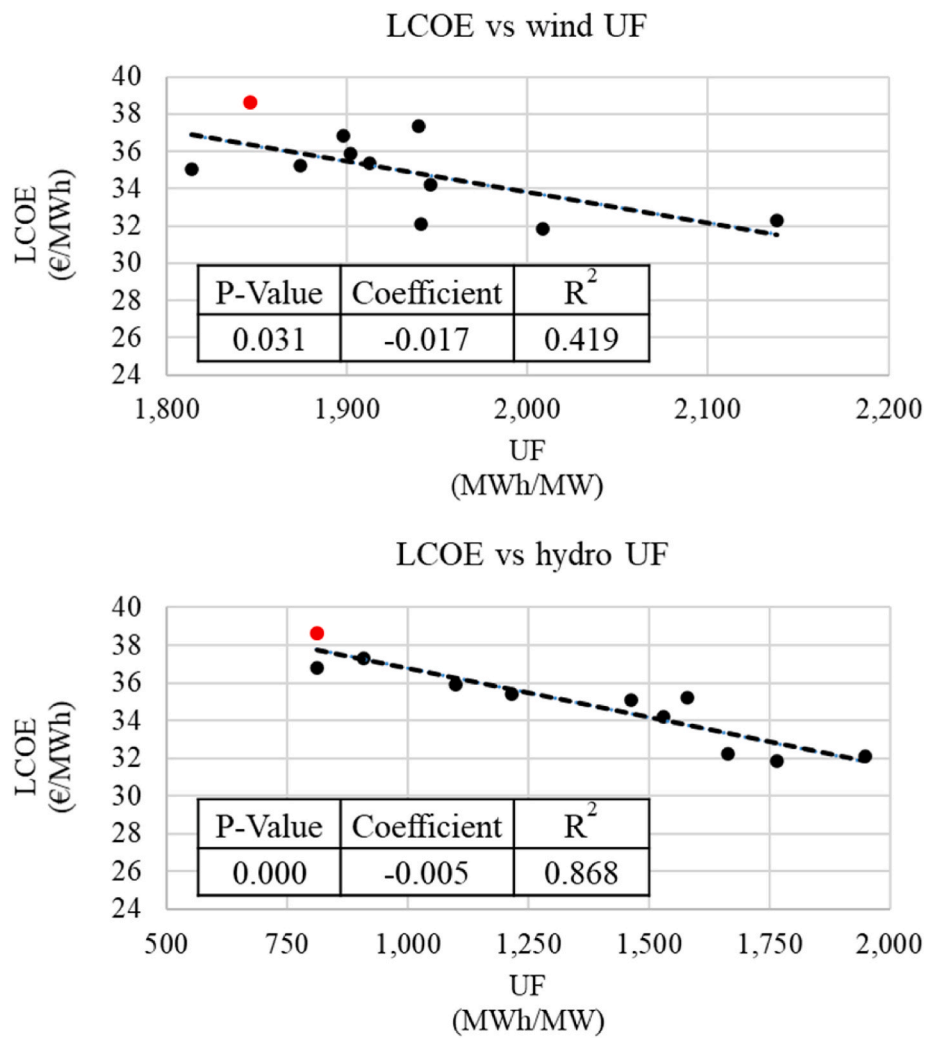 LCOE vs wind UF
40
38
36
34
32
30
28
26
24
LCOE
(€/MWh)
P-Value Coefficient R²
0.031 -0.017 0.419
1,800 1,900 2,000 2,100 2,200
UF
(MWh/MW)
LCOE vs hydro UF
40
38
36
34
32
30
28
26
24
LCOE
(€/MWh)
P-Value Coefficient R²
0.000 -0.005 0.868
500 750 1,000 1,250 1,500 1,750 2,000
UF
(MWh/MW)